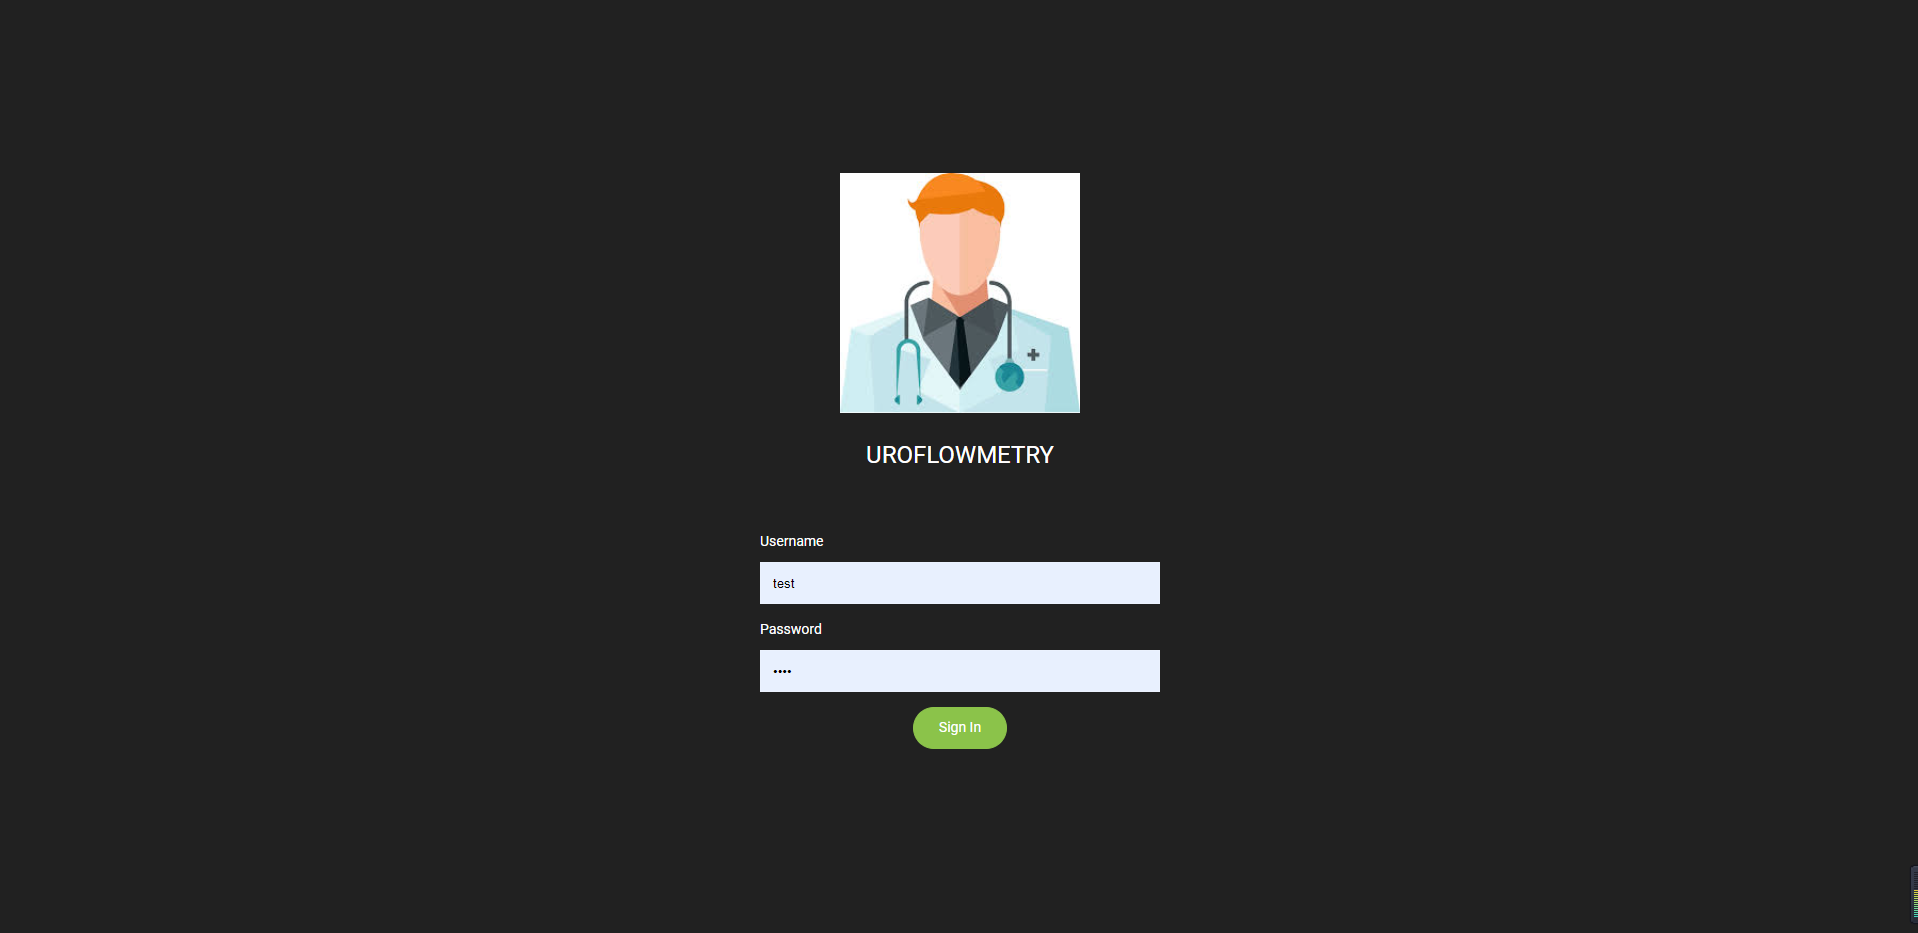 UROFLOWMETRY
Username
test
Password
••••
Sign In